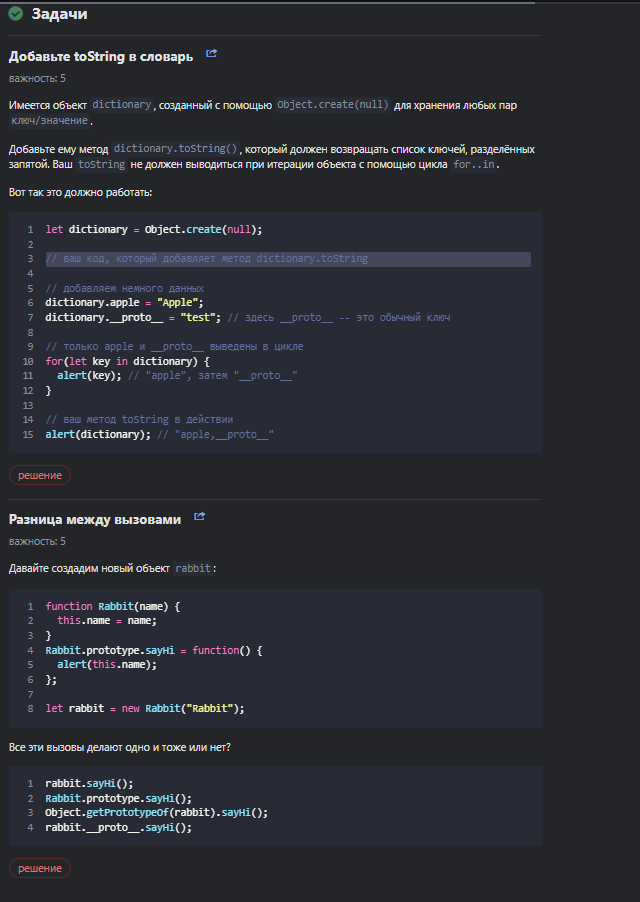 Задачи
Добавьте toString в словарь
важность: 5
Имеется объект dictionary, созданный с помощью Object.create(null) для хранения любых пар
ключ/значение.
Добавьте ему метод dictionary.toString(), который должен возвращать список ключей, разделённых
запятой. Ваш toString не должен выводиться при итерации объекта с помощью цикла for..in.
Вот так это должно работать:
1 let dictionary = Object.create(null);
2
3 // ваш код, который добавляет метод dictionary.toString
4
5 // добавляем немного данных
6 dictionary.apple = "Apple";
7 dictionary.__proto__ = "test"; // здесь __proto__ -- это обычный ключ
8
9 // только apple и __proto__ выведены в цикле
10 for(let key in dictionary) {
11   alert(key); // "apple", затем "__proto__"
12 }
13
14 // ваш метод toString в действии
15 alert(dictionary); // "apple,__proto__"
решение
Разница между вызовами
важность: 5
Давайте создадим новый объект rabbit:
1 function Rabbit(name) {
2   this.name = name;
3 }
4 Rabbit.prototype.sayHi = function() {
5   alert(this.name);
6 };
7
8 let rabbit = new Rabbit("Rabbit");
Все эти вызовы делают одно и тоже или нет?
1 rabbit.sayHi();
2 Rabbit.prototype.sayHi();
3 Object.getPrototypeOf(rabbit).sayHi();
4 rabbit.__proto__.sayHi();
решение